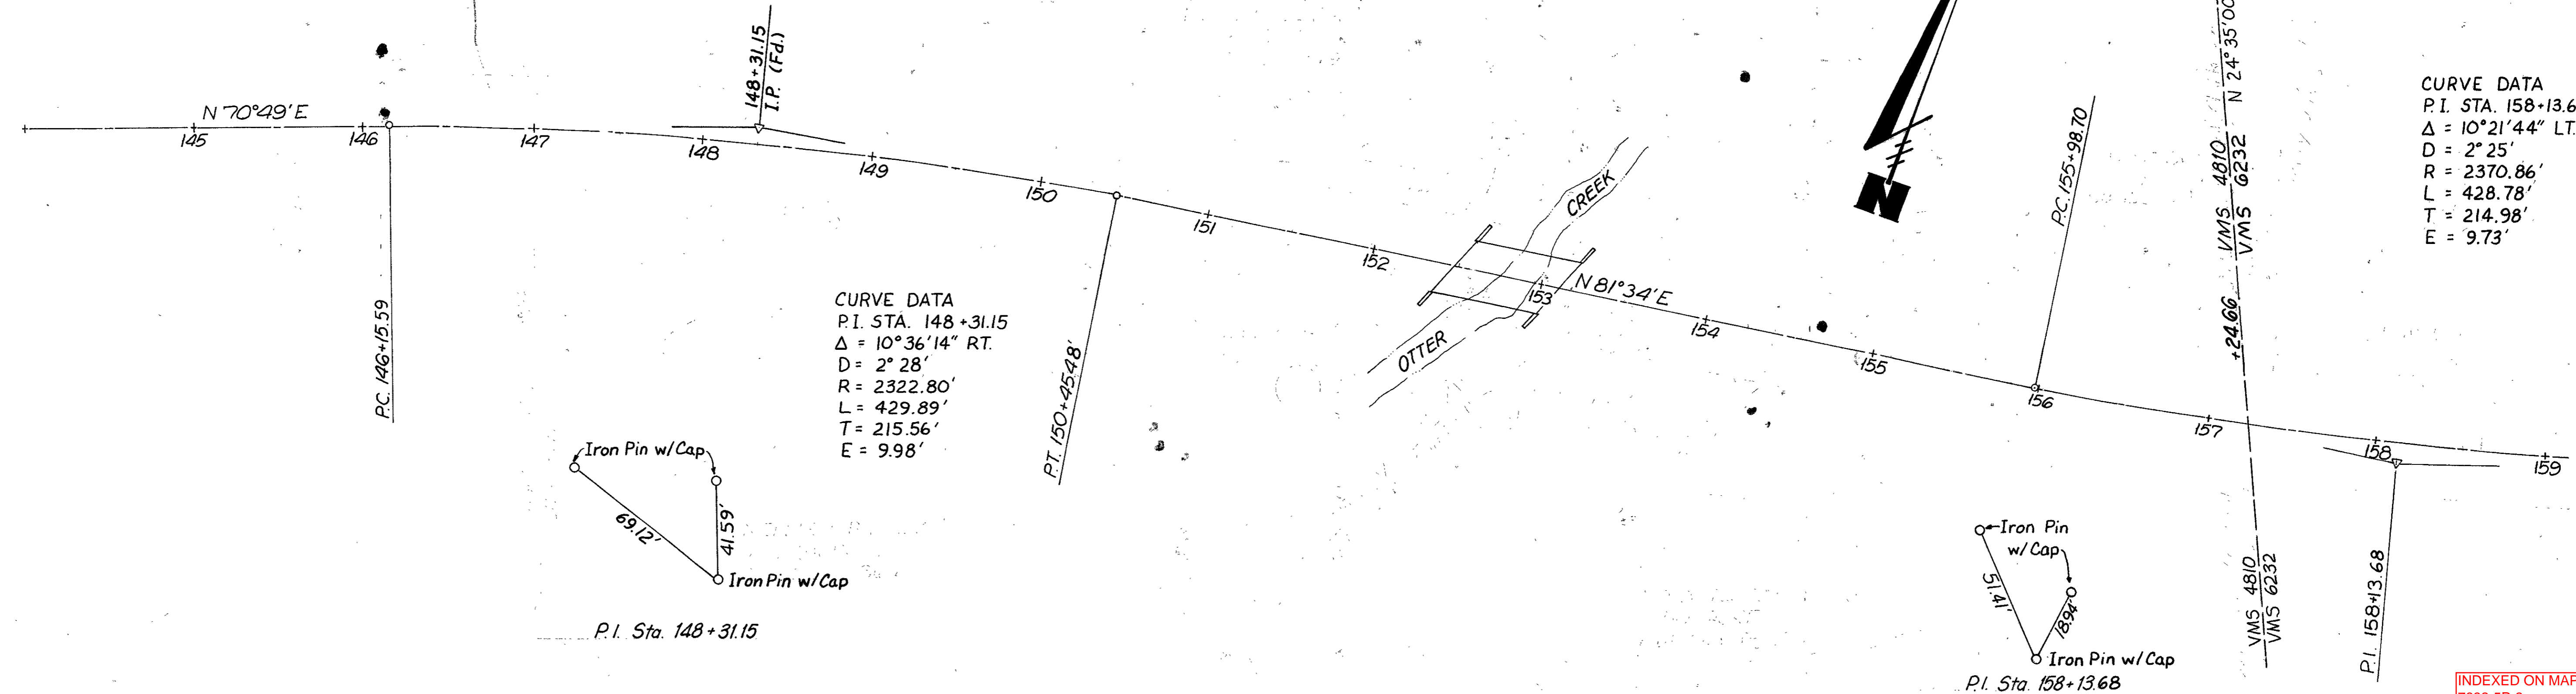 N 70°49'E
145
146
147
148
149
150
151
152
153
154
155
156
157
158
159
148+31.15
I.P. (Fd.)
P.C. 146+15.59
CURVE DATA
P.I. STA. 148+31.15
Δ = 10°36'14" RT.
D = 2°28'
R = 2322.80'
L = 429.89'
T = 215.56'
E = 9.98'
P.T. 150+45.48'
OTTER CREEK
N 81°34'E
N
P.C. 155+98.70
VMS 4810 N 24°35'00
VMS 6232
+24.66
VMS 4810
VMS 6232
P.I. 158+13.68
CURVE DATA
P.I. STA. 158+13.6
Δ = 10°21'44" LT.
D = 2°25'
R = 2370.86'
L = 428.78'
T = 214.98'
E = 9.73'
Iron Pin w/Cap
69.12'
41.59'
Iron Pin w/Cap
P.I. Sta. 148+31.15
Iron Pin
w/Cap
51.41'
18.94'
Iron Pin w/Cap
P.I. Sta. 158+13.68
INDEXED ON MAP